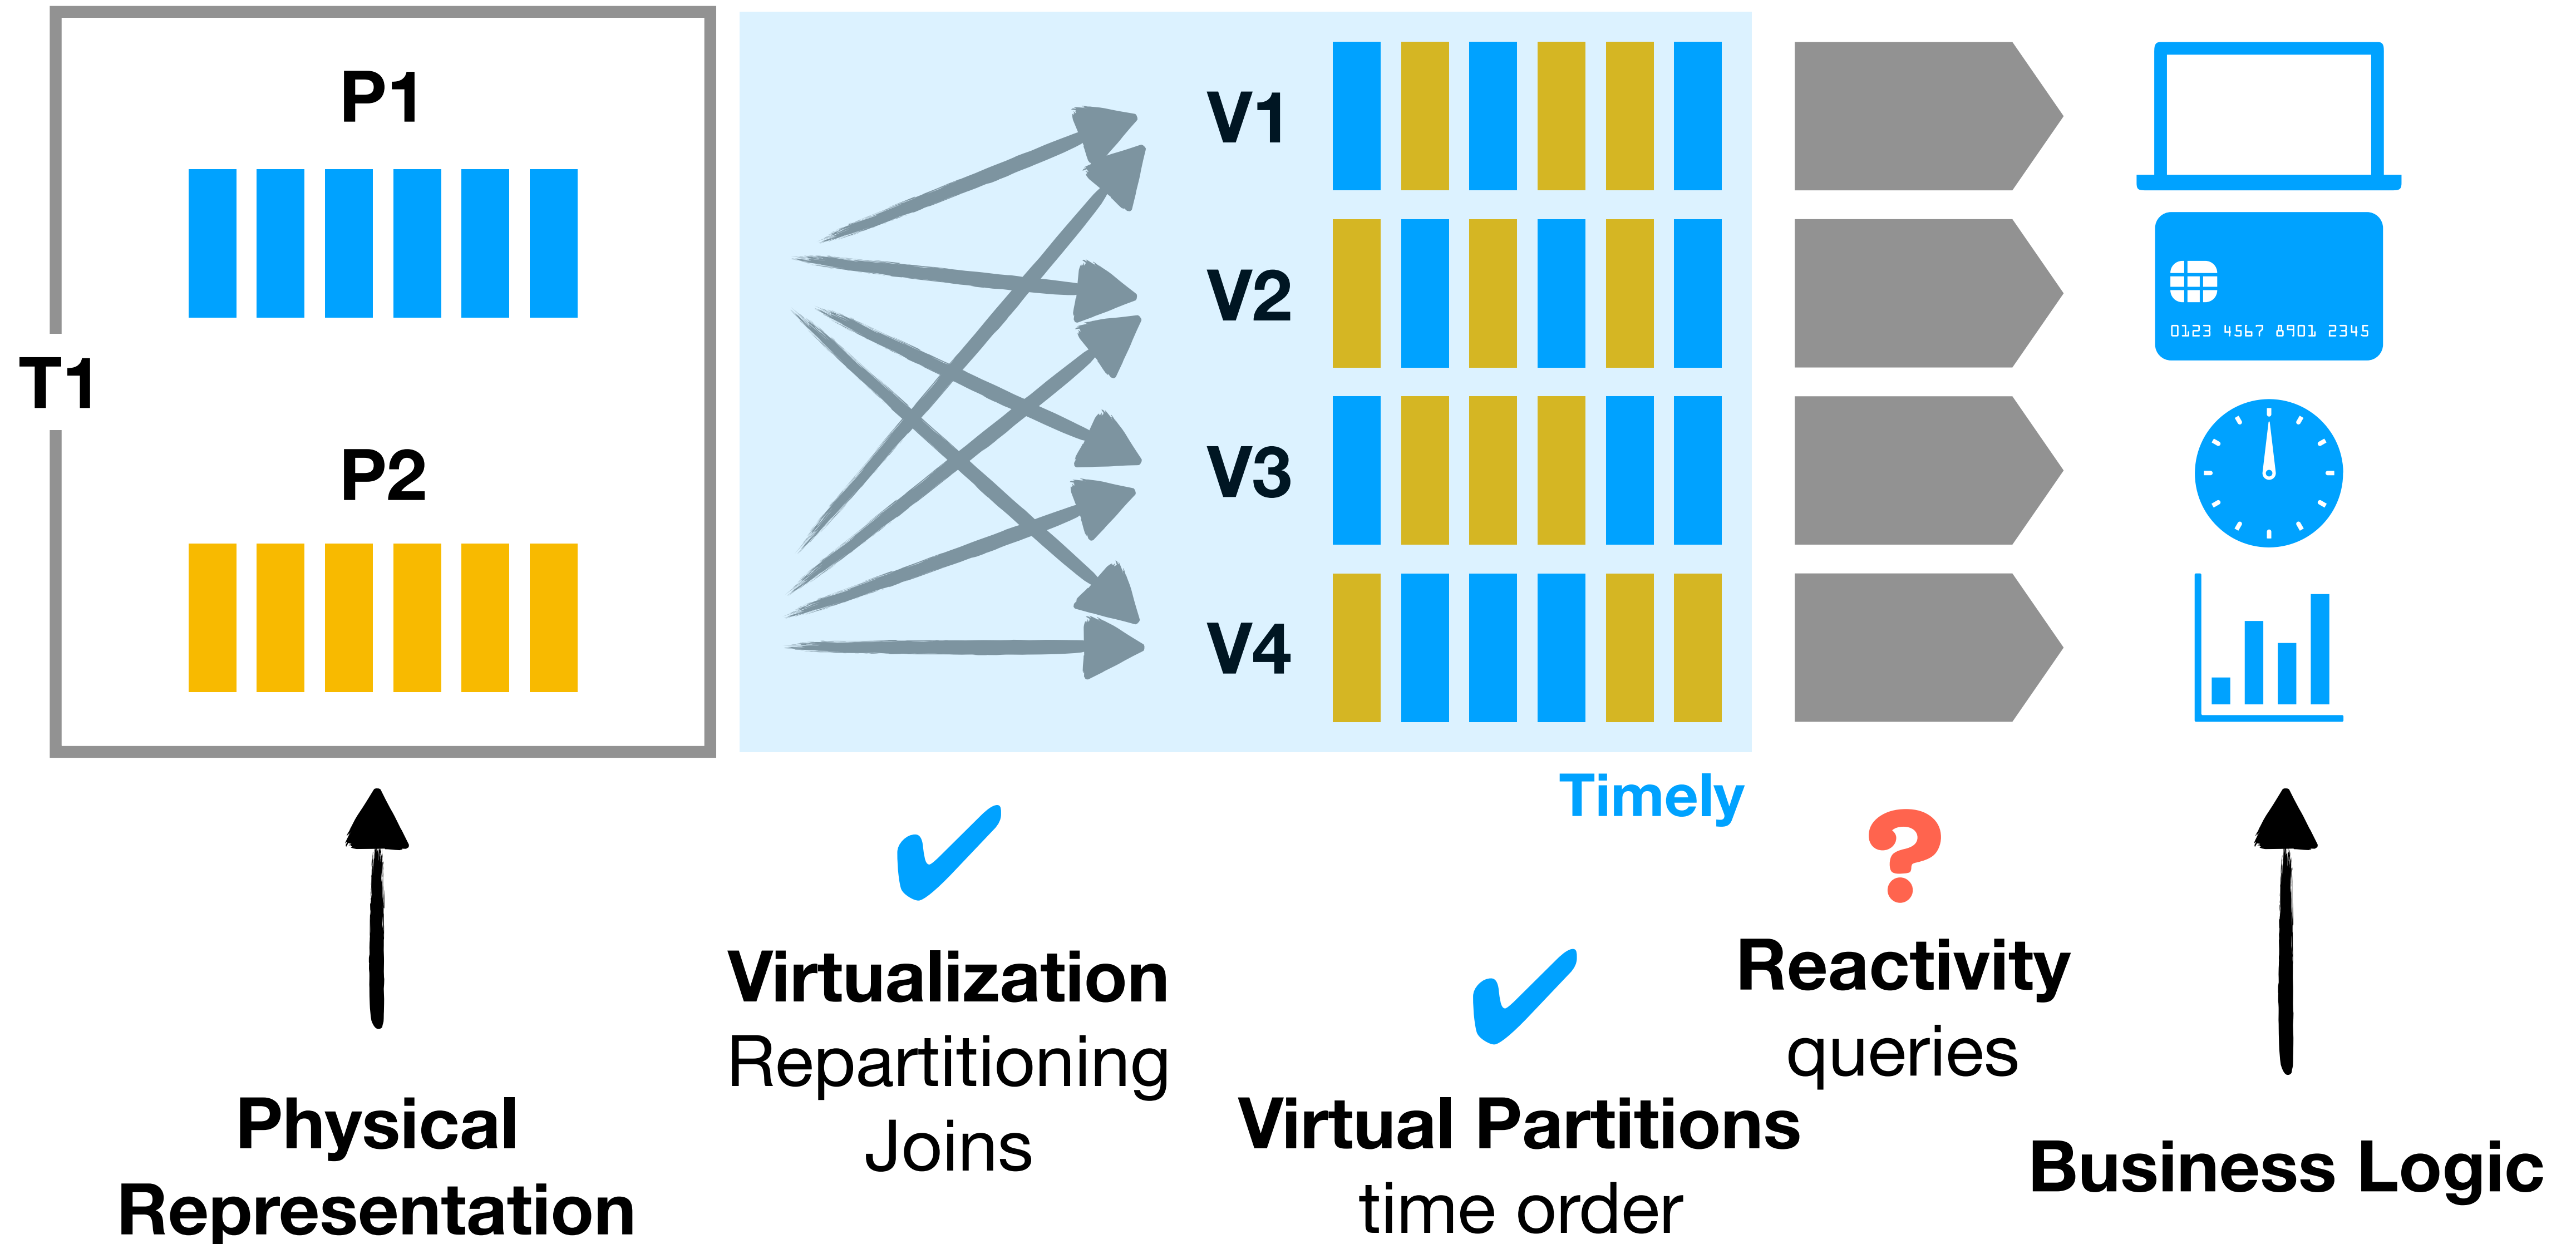 P1
T1
P2
V1
V2
V3
V4
0123 4567 8901 2345
Timely
?
Physical
Representation
Virtualization
Repartitioning
Joins
Virtual Partitions
time order
Reactivity
queries
Business Logic